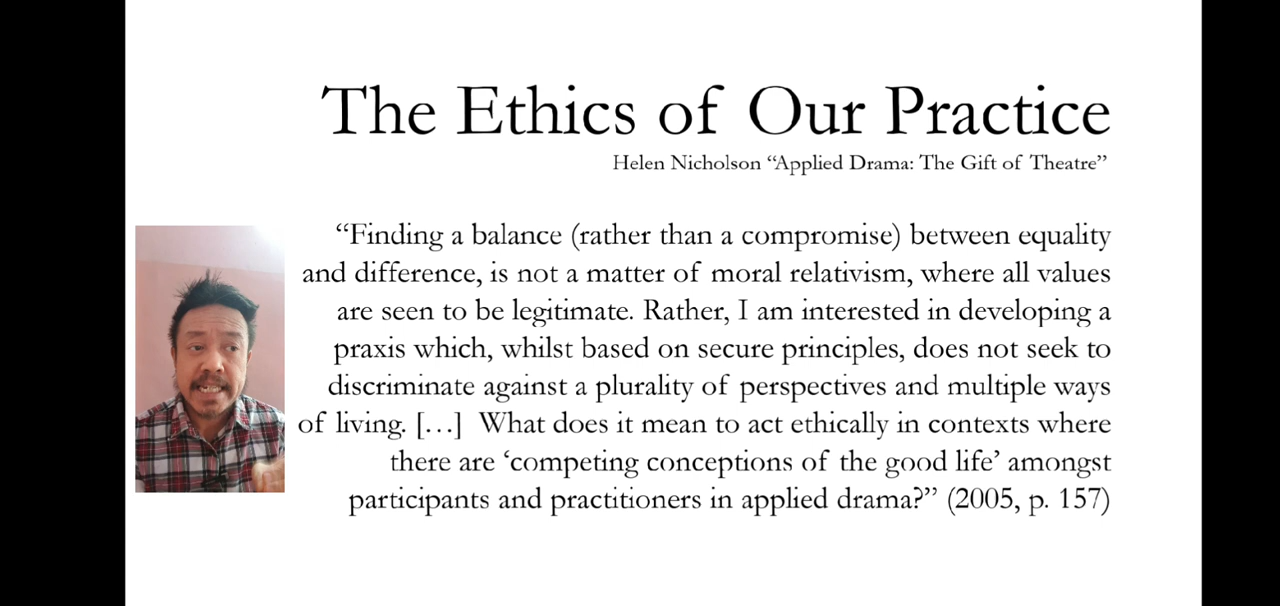 The Ethics of Our Practice
Helen Nicholson “Applied Drama: The Gift of Theatre”
“Finding a balance (rather than a compromise) between equality
and difference, is not a matter of moral relativism, where all values
are seen to be legitimate. Rather, I am interested in developing a
praxis which, whilst based on secure principles, does not seek to
discriminate against a plurality of perspectives and multiple ways
of living. […] What does it mean to act ethically in contexts where
there are ‘competing conceptions of the good life’ amongst
participants and practitioners in applied drama?” (2005, p. 157)